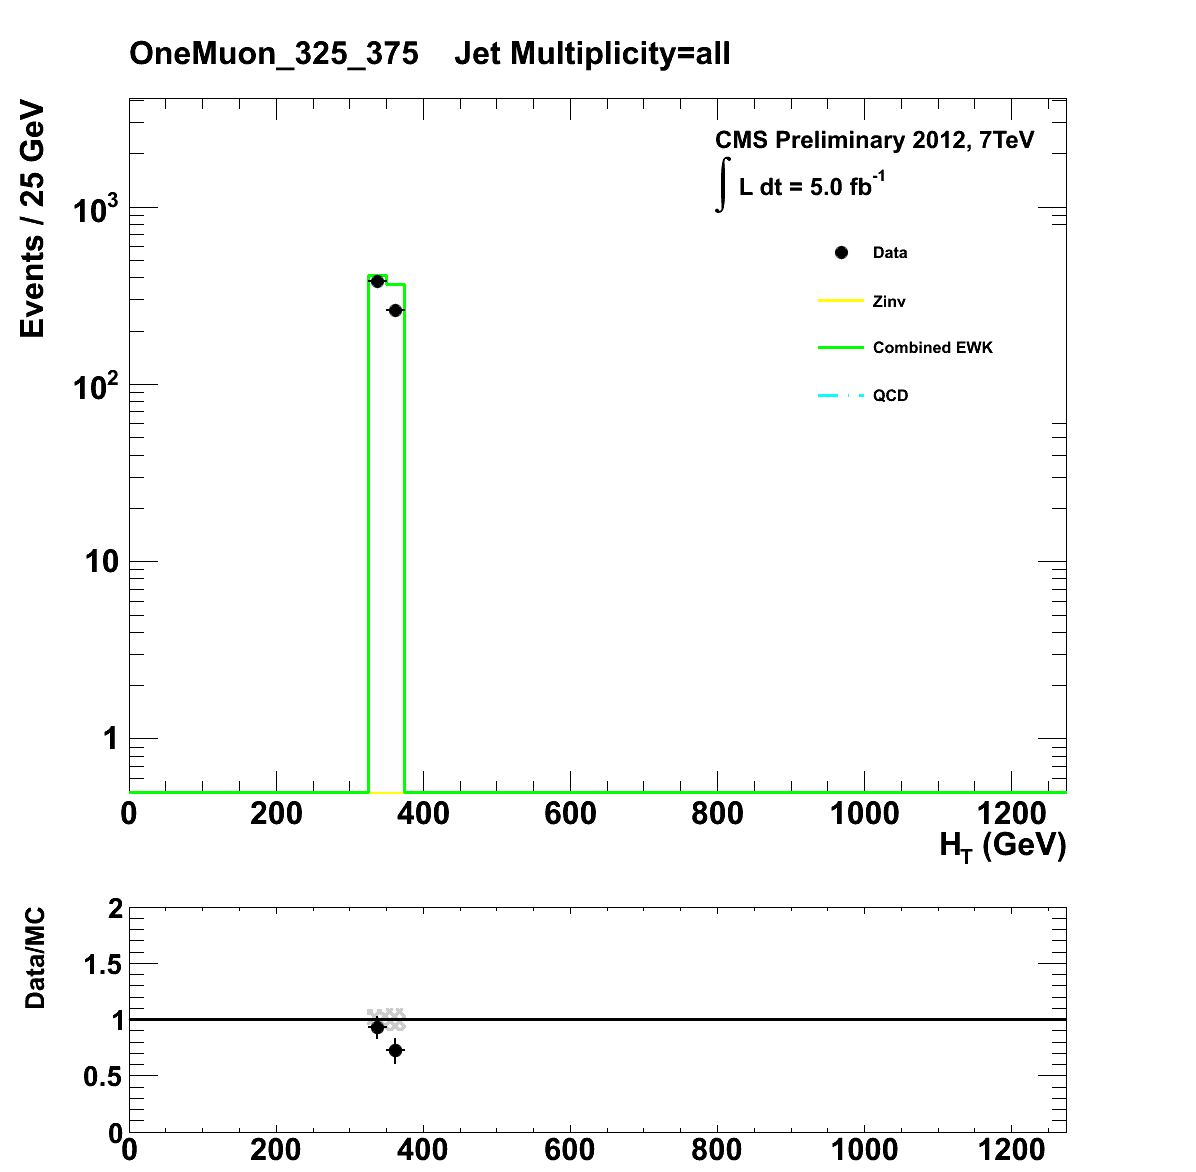 OneMuon_325_375    Jet Multiplicity=all
Events / 25 GeV
CMS Preliminary 2012, 7TeV
∫ L dt = 5.0 fb⁻¹
Data
Zinv
Combined EWK
QCD
10³
10²
10
1
0 200 400 600 800 1000 1200
H_T (GeV)
Data/MC
2
1.5
1
0.5
0
0 200 400 600 800 1000 1200